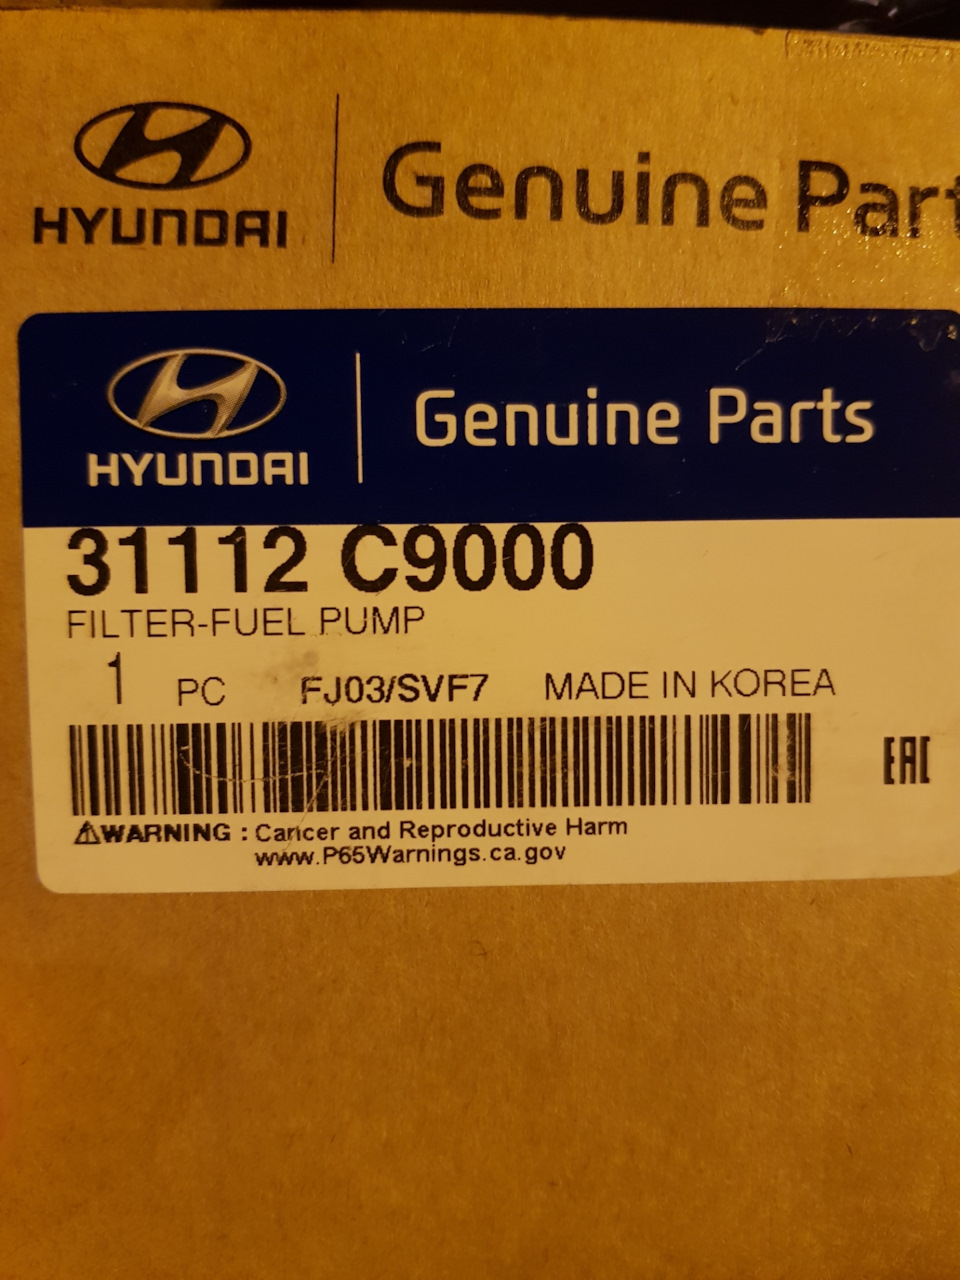 HYUNDAI
Genuine Part
HYUNDAI
Genuine Parts
31112 C9000
FILTER-FUEL PUMP
1 PC FJ03/SVF7 MADE IN KOREA
EAC
⚠WARNING : Cancer and Reproductive Harm
www.P65Warnings.ca.gov